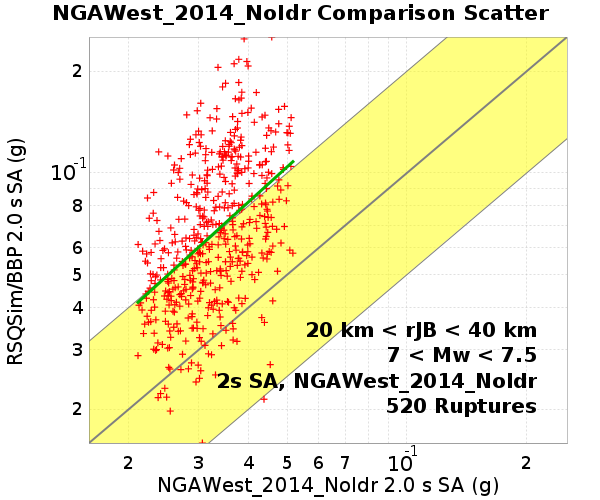 NGAWest_2014_NoIdr Comparison Scatter
RSQSim/BBP 2.0 s SA (g)
2
10-1
8
6
5
4
3
2
20 km < rJB < 40 km
7 < Mw < 7.5
2s SA, NGAWest_2014_NoIdr
520 Ruptures
2 3 4 5 6 7 10-1 2
NGAWest_2014_NoIdr 2.0 s SA (g)